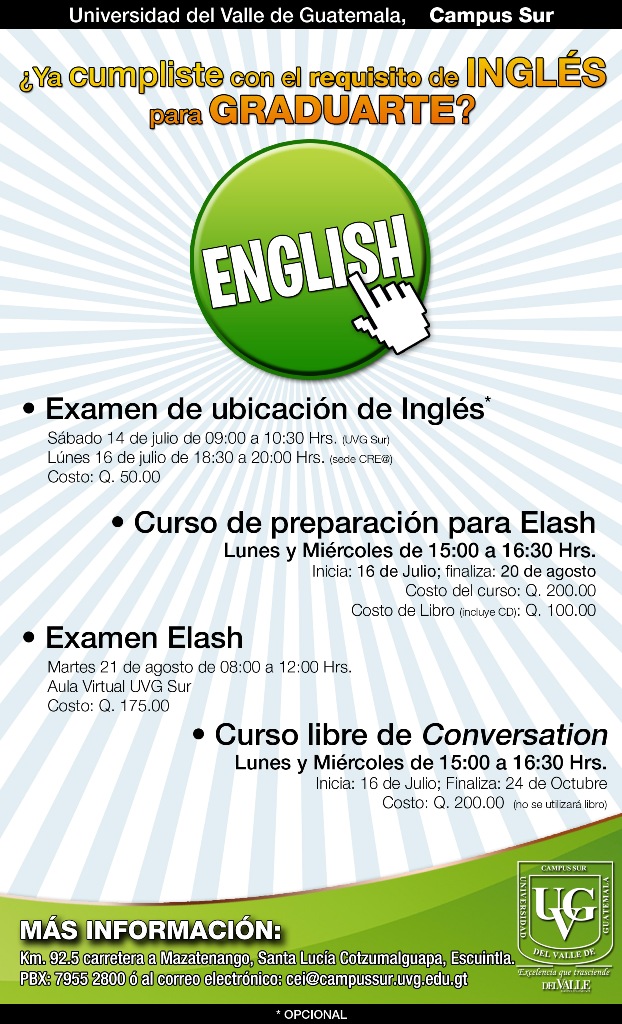 Universidad del Valle de Guatemala, Campus Sur
¿Ya cumpliste con el requisito de INGLÉS
para GRADUARTE?
ENGLISH
• Examen de ubicación de Inglés*
Sábado 14 de julio de 09:00 a 10:30 Hrs. (UVG Sur)
Lúnes 16 de julio de 18:30 a 20:00 Hrs. (sede CRE@)
Costo: Q. 50.00
• Curso de preparación para Elash
Lunes y Miércoles de 15:00 a 16:30 Hrs.
Inicia: 16 de Julio; finaliza: 20 de agosto
Costo del curso: Q. 200.00
Costo de Libro (incluye CD): Q. 100.00
• Examen Elash
Martes 21 de agosto de 08:00 a 12:00 Hrs.
Aula Virtual UVG Sur
Costo: Q. 175.00
• Curso libre de Conversation
Lunes y Miércoles de 15:00 a 16:30 Hrs.
Inicia: 16 de Julio; Finaliza: 24 de Octubre
Costo: Q. 200.00 (no se utilizará libro)
MÁS INFORMACIÓN:
Km. 92.5 carretera a Mazatenango, Santa Lucía Cotzumalguapa, Escuintla.
PBX: 7955 2800 ó al correo electrónico: cei@campussur.uvg.edu.gt
CAMPUS SUR
UNIVERSIDAD
UVG
GUATEMALA
DEL VALLE DE
Excelencia que trasciende
DEL VALLE
* OPCIONAL